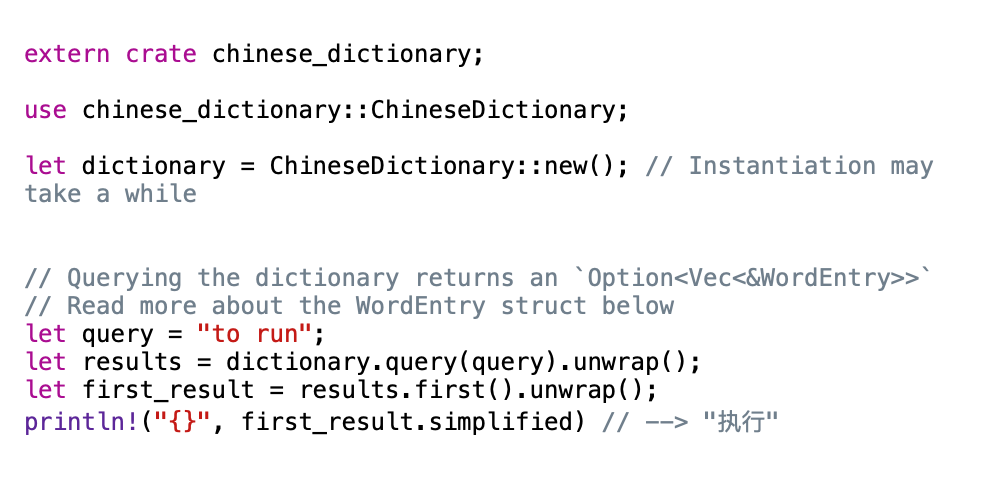 extern crate chinese_dictionary;
use chinese_dictionary::ChineseDictionary;
let dictionary = ChineseDictionary::new(); // Instantiation may
take a while
// Querying the dictionary returns an `Option<Vec<&WordEntry>>`
// Read more about the WordEntry struct below
let query = "to run";
let results = dictionary.query(query).unwrap();
let first_result = results.first().unwrap();
println!("{}", first_result.simplified) // --> "执行"